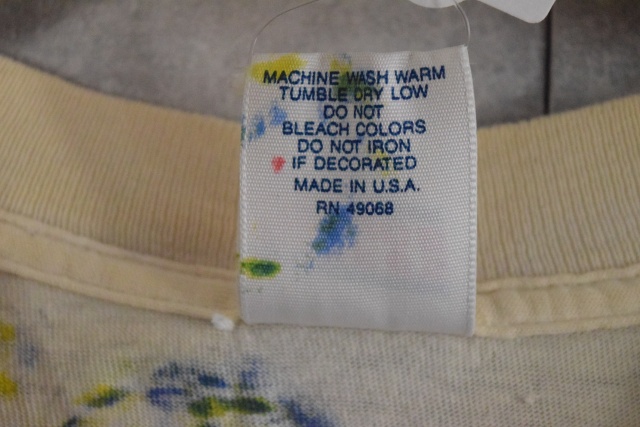 MACHINE WASH WARM
TUMBLE DRY LOW
DO NOT
BLEACH COLORS
DO NOT IRON
IF DECORATED
MADE IN U.S.A.
RN 49068